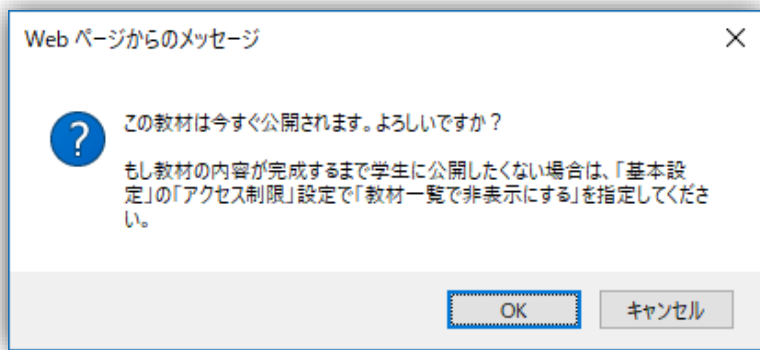 Web ページからのメッセージ
この教材は今すぐ公開されます。よろしいですか？
もし教材の内容が完成するまで学生に公開したくない場合は、「基本設
定」の「アクセス制限」設定で「教材一覧で非表示にする」を指定してくださ
い。
OK
キャンセル